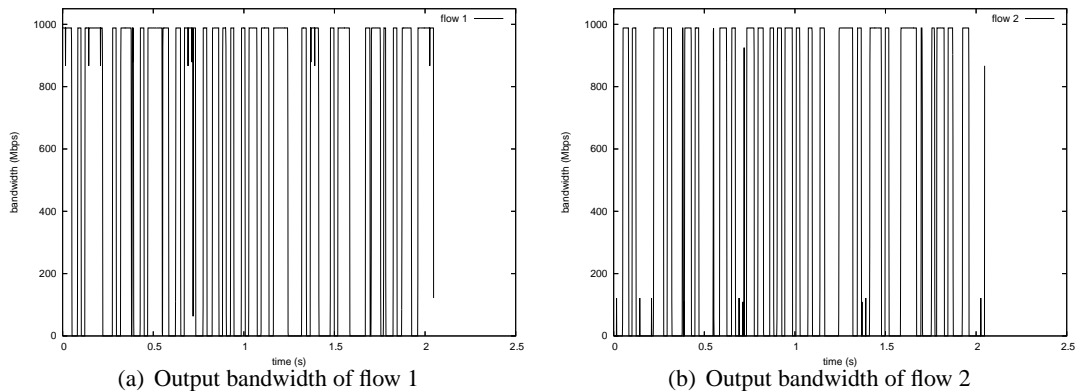 1000
800
600
400
200
0
bandwidth (Mbps)
flow 1
0 0.5 1 1.5 2 2.5
time (s)
(a) Output bandwidth of flow 1
1000
800
600
400
200
0
bandwidth (Mbps)
flow 2
0 0.5 1 1.5 2 2.5
time (s)
(b) Output bandwidth of flow 2